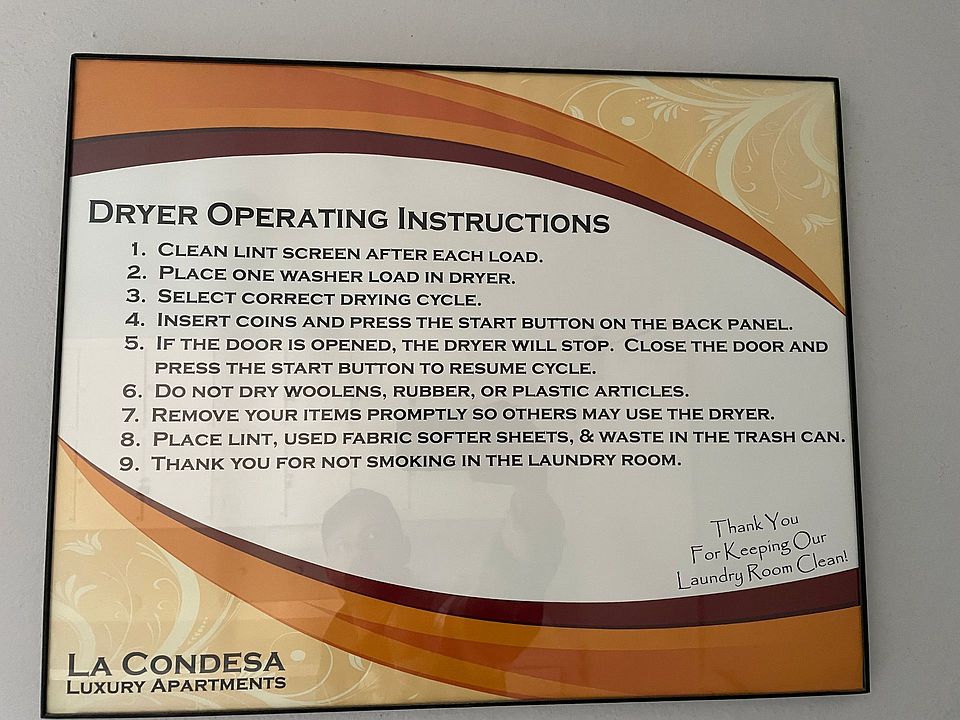 Dryer Operating Instructions
1. Clean lint screen after each load.
2. Place one washer load in dryer.
3. Select correct drying cycle.
4. Insert coins and press the start button on the back panel.
5. If the door is opened, the dryer will stop. Close the door and
press the start button to resume cycle.
6. Do not dry woolens, rubber, or plastic articles.
7. Remove your items promptly so others may use the dryer.
8. Place lint, used fabric softer sheets, & waste in the trash can.
9. Thank you for not smoking in the laundry room.
Thank You
For Keeping Our
Laundry Room Clean!
La Condesa
Luxury Apartments